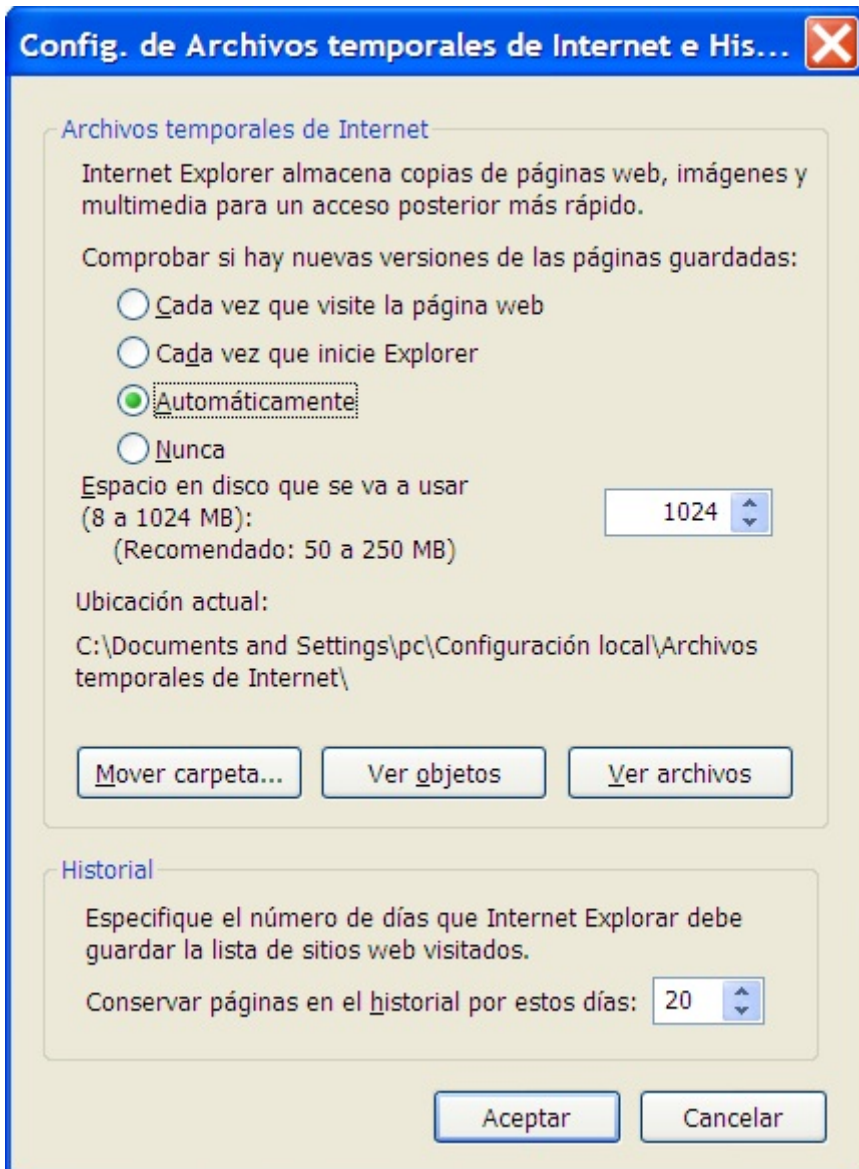 Config. de Archivos temporales de Internet e His...
Archivos temporales de Internet
Internet Explorer almacena copias de páginas web, imágenes y
multimedia para un acceso posterior más rápido.
Comprobar si hay nuevas versiones de las páginas guardadas:
Cada vez que visite la página web
Cada vez que inicie Explorer
Automáticamente
Nunca
Espacio en disco que se va a usar
(8 a 1024 MB):
1024
(Recomendado: 50 a 250 MB)
Ubicación actual:
C:\Documents and Settings\pc\Configuración local\Archivos
temporales de Internet\
Mover carpeta... Ver objetos Ver archivos
Historial
Especifique el número de días que Internet Explorar debe
guardar la lista de sitios web visitados.
Conservar páginas en el historial por estos días: 20
Aceptar Cancelar